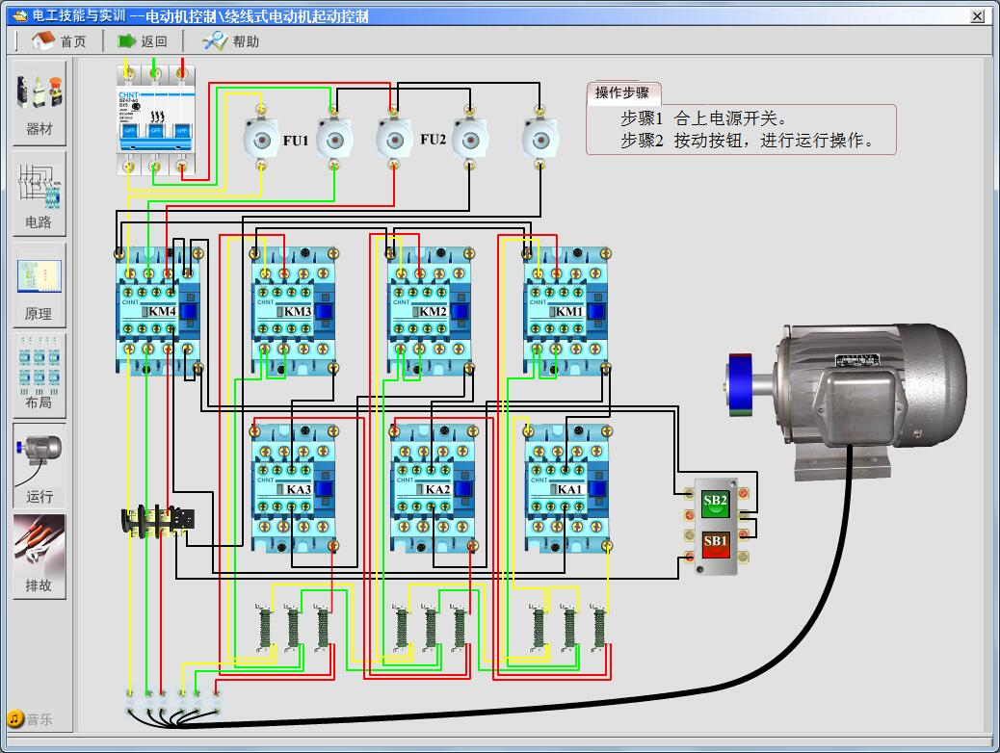 电工技能与实训 --电动机控制\绕线式电动机起动控制
首页
返回
帮助
器材
电路
原理
布局
运行
排故
音乐
操作步骤
步骤1 合上电源开关。
步骤2 按动按钮，进行运行操作。
CHNT
DZ47-60
OFF OFF OFF
FU1
FU2
CHNT
KM4
CHNT
KM3
CHNT
KM2
CHNT
KM1
CHNT
KA3
CHNT
KA2
CHNT
KA1
SB2
SB1